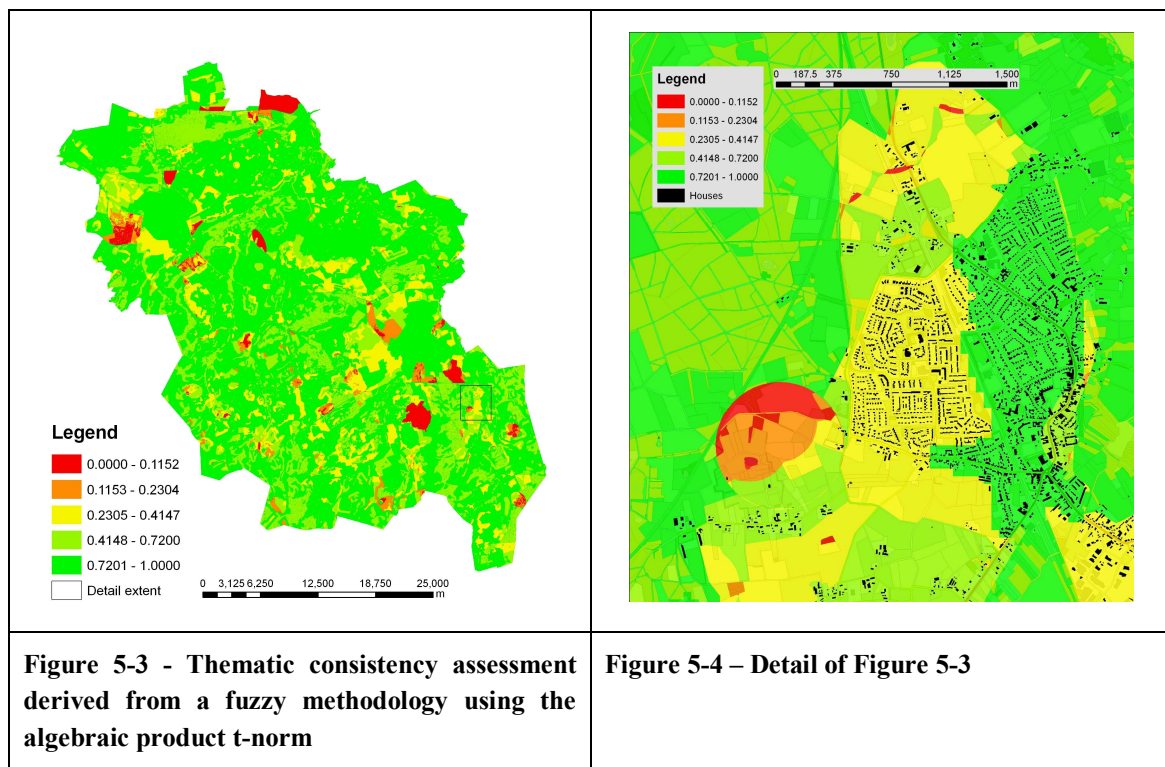 Legend
0.0000 - 0.1152
0.1153 - 0.2304
0.2305 - 0.4147
0.4148 - 0.7200
0.7201 - 1.0000
Detail extent
0 3,125 6,250 12,500 18,750 25,000
m
Legend
0.0000 - 0.1152
0.1153 - 0.2304
0.2305 - 0.4147
0.4148 - 0.7200
0.7201 - 1.0000
Houses
0 187.5 375 750 1,125 1,500
m
Figure 5-3 - Thematic consistency assessment
derived from a fuzzy methodology using the
algebraic product t-norm
Figure 5-4 – Detail of Figure 5-3